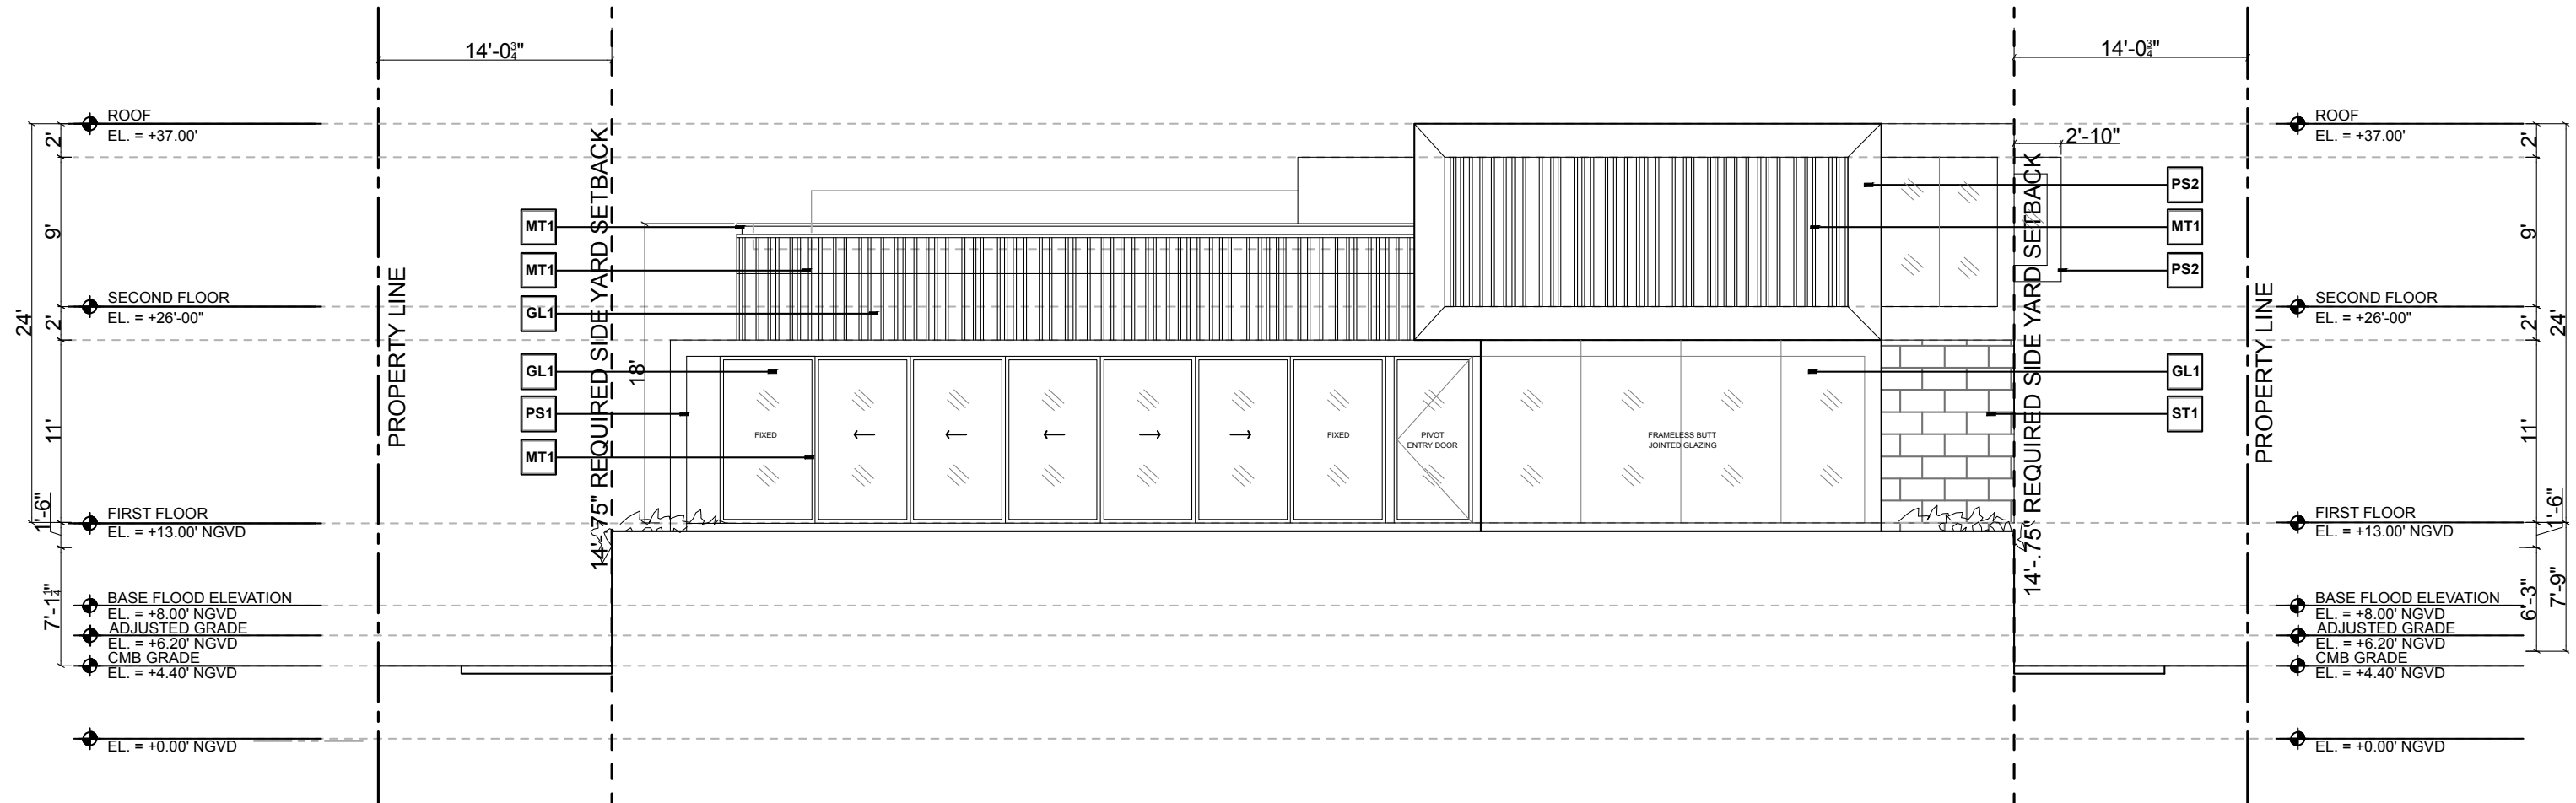 14'-0¾"
14'-0¾"
ROOF
EL. = +37.00'
ROOF
EL. = +37.00'
2'
2'
2'-10"
PS2
MT1
MT1
9'
9'
MT1
PS2
SECOND FLOOR
EL. = +26'-00"
SECOND FLOOR
EL. = +26'-00"
GL1
2'
2'
24'
24'
18'
GL1
GL1
PS1
ST1
MT1
11'
11'
FIXED
FIXED
PIVOT
ENTRY DOOR
FRAMELESS BUTT
JOINTED GLAZING
PROPERTY LINE
14'-.75" REQUIRED SIDE YARD SETBACK
14'-.75" REQUIRED SIDE YARD SETBACK
PROPERTY LINE
1'-6"
1'-6"
FIRST FLOOR
EL. = +13.00' NGVD
FIRST FLOOR
EL. = +13.00' NGVD
7'-1¼"
6'-3"
7'-9"
BASE FLOOD ELEVATION
EL. = +8.00' NGVD
ADJUSTED GRADE
EL. = +6.20' NGVD
CMB GRADE
EL. = +4.40' NGVD
BASE FLOOD ELEVATION
EL. = +8.00' NGVD
ADJUSTED GRADE
EL. = +6.20' NGVD
CMB GRADE
EL. = +4.40' NGVD
EL. = +0.00' NGVD
EL. = +0.00' NGVD